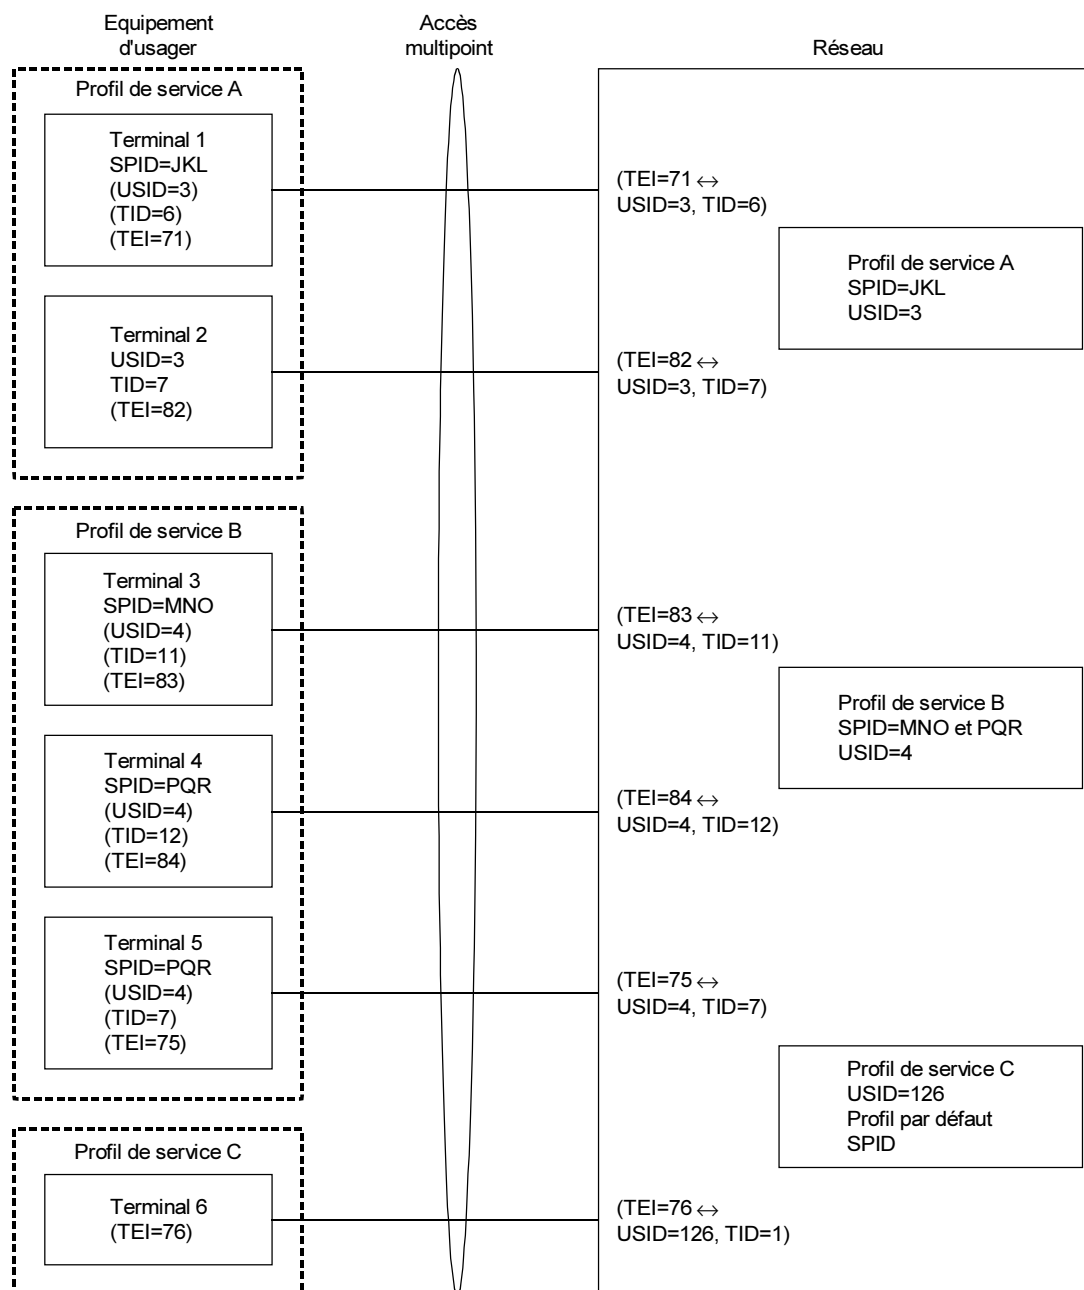 Equipement
d'usager
Accès
multipoint
Réseau
Profil de service A
Terminal 1
SPID=JKL
(USID=3)
(TID=6)
(TEI=71)
(TEI=71 ↔
USID=3, TID=6)
Profil de service A
SPID=JKL
USID=3
Terminal 2
USID=3
TID=7
(TEI=82)
(TEI=82 ↔
USID=3, TID=7)
Profil de service B
Terminal 3
SPID=MNO
(USID=4)
(TID=11)
(TEI=83)
(TEI=83 ↔
USID=4, TID=11)
Profil de service B
SPID=MNO et PQR
USID=4
Terminal 4
SPID=PQR
(USID=4)
(TID=12)
(TEI=84)
(TEI=84 ↔
USID=4, TID=12)
Terminal 5
SPID=PQR
(USID=4)
(TID=7)
(TEI=75)
(TEI=75 ↔
USID=4, TID=7)
Profil de service C
USID=126
Profil par défaut
SPID
Profil de service C
Terminal 6
(TEI=76)
(TEI=76 ↔
USID=126, TID=1)